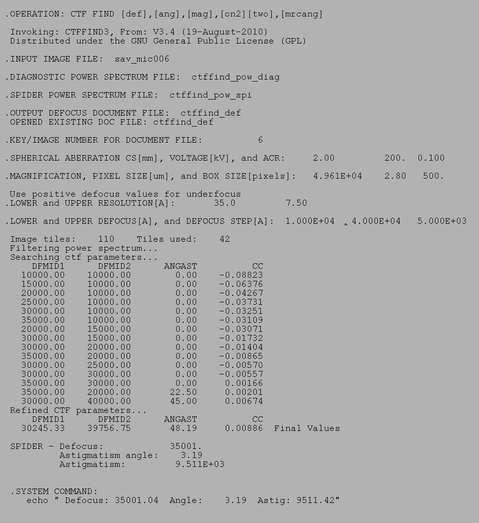 .OPERATION: CTF FIND [def],[ang],[mag],[on2][two],[mrcang]
Invoking: CTFFIND3, From: V3.4 (19-August-2010)
Distributed under the GNU General Public License (GPL)
.INPUT IMAGE FILE: sav_mic006
.DIAGNOSTIC POWER SPECTRUM FILE: ctffind_pow_diag
.SPIDER POWER SPECTRUM FILE: ctffind_pow_spi
.OUTPUT DEFOCUS DOCUMENT FILE: ctffind_def
OPENED EXISTING DOC FILE: ctffind_def
.KEY/IMAGE NUMBER FOR DOCUMENT FILE: 6
.SPHERICAL ABERRATION CS[mm], VOLTAGE[kV], and ACR: 2.00 200. 0.100
.MAGNIFICATION, PIXEL SIZE[um], and BOX SIZE[pixels]: 4.961E+04 2.80 500.
Use positive defocus values for underfocus
.LOWER and UPPER RESOLUTION[A]: 35.0 7.50
.LOWER and UPPER DEFOCUS[A], and DEFOCUS STEP[A]: 1.000E+04 ^ 4.000E+04 5.000E+03
Image tiles: 110 Tiles used: 42
Filtering power spectrum...
Searching ctf parameters...
DFMID1 DFMID2 ANGAST CC
10000.00 10000.00 0.00 -0.08823
15000.00 10000.00 0.00 -0.06376
20000.00 10000.00 0.00 -0.04267
25000.00 10000.00 0.00 -0.03731
30000.00 10000.00 0.00 -0.03251
35000.00 10000.00 0.00 -0.03109
20000.00 15000.00 0.00 -0.03071
30000.00 15000.00 0.00 -0.01732
30000.00 20000.00 0.00 -0.01404
35000.00 20000.00 0.00 -0.00865
30000.00 25000.00 0.00 -0.00570
30000.00 30000.00 0.00 -0.00557
35000.00 30000.00 0.00 0.00166
35000.00 20000.00 22.50 0.00201
30000.00 40000.00 45.00 0.00674
Refined CTF parameters...
DFMID1 DFMID2 ANGAST CC
30245.33 39756.75 48.19 0.00886 Final Values
SPIDER - Defocus: 35001.
Astigmatism angle: 3.19
Astigmatism: 9.511E+03
.SYSTEM COMMAND:
echo " Defocus: 35001.04 Angle: 3.19 Astig: 9511.42"